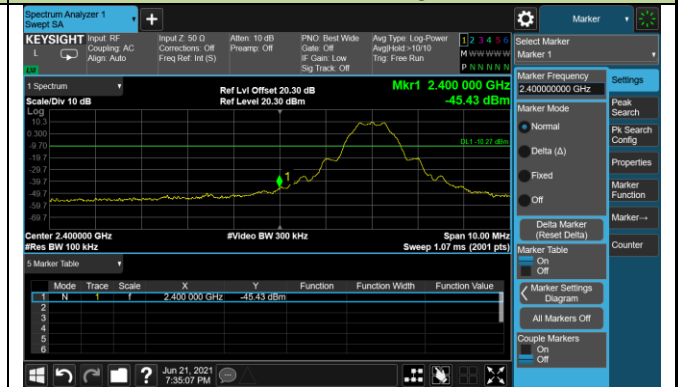 Spectrum Analyzer 1
Swept SA
Marker
KEYSIGHT Input: RF Input Z: 50 Ω Atten: 10 dB PNO: Best Wide Avg Type: Log-Power 1 2 3 4 5 6
L Coupling: AC Corrections: Off Preamp: Off Gate: Off Avg|Hold:>10/10 M W W W W W
Align: Auto Freq Ref: Int (S) IF Gain: Low Trig: Free Run
Sig Track: Off P N N N N N
Select Marker
Marker 1
1 Spectrum
Ref Lvl Offset 20.30 dB Mkr1 2.400 000 GHz
Scale/Div 10 dB Ref Level 20.30 dBm -45.43 dBm
Log
10.3
0.300
-9.70
-19.7
-29.7
-39.7
-49.7
-59.7
-69.7
DL1 -10.27 dBm
1
Center 2.400000 GHz #Video BW 300 kHz Span 10.00 MHz
#Res BW 100 kHz Sweep 1.07 ms (2001 pts)
5 Marker Table
Mode Trace Scale X Y Function Function Width Function Value
1 N 1 f 2.400 000 GHz -45.43 dBm
2
3
4
5
6
Marker Frequency
2.400000000 GHz
Marker Mode
Normal
Delta (Δ)
Fixed
Off
Delta Marker
(Reset Delta)
Marker Table
On
Off
Marker Settings
Diagram
All Markers Off
Couple Markers
On
Off
Settings
Peak
Search
Pk Search
Config
Properties
Marker
Function
Marker→
Counter
? Jun 21, 2021
7:35:07 PM